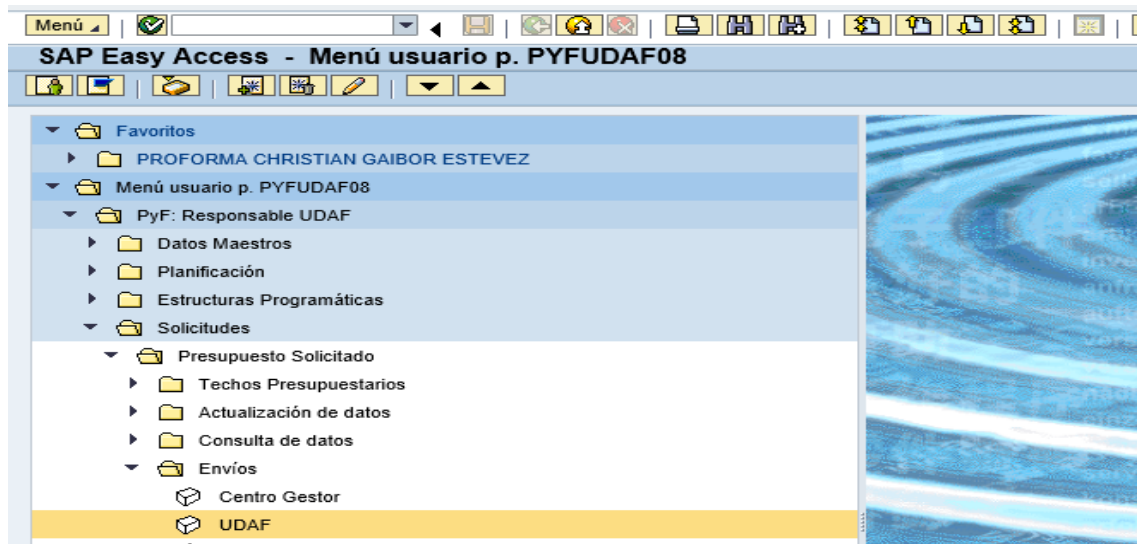 Menú
SAP Easy Access - Menú usuario p. PYFUDAF08
Favoritos
PROFORMA CHRISTIAN GAIBOR ESTEVEZ
Menú usuario p. PYFUDAF08
PyF: Responsable UDAF
Datos Maestros
Planificación
Estructuras Programáticas
Solicitudes
Presupuesto Solicitado
Techos Presupuestarios
Actualización de datos
Consulta de datos
Envíos
Centro Gestor
UDAF